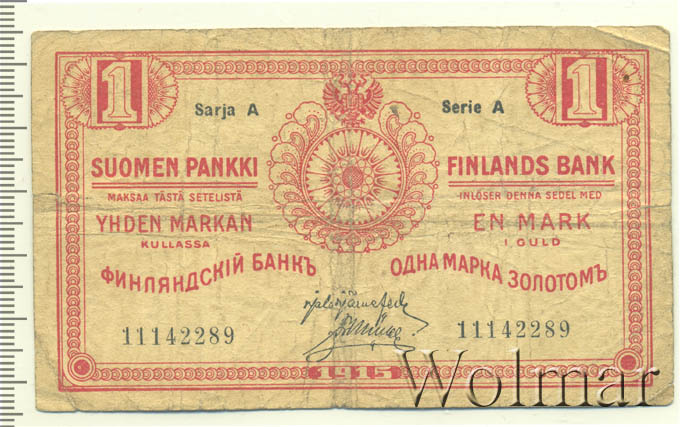 1 1
Sarja A Serie A
SUOMEN PANKKI FINLANDS BANK
MAKSAA TÄSTÄ SETELISTÄ INLÖSER DENNA SEDEL MED
YHDEN MARKAN EN MARK
KULLASSA I GULD
ФИНЛЯНДСКІЙ БАНКЪ ОДНА МАРКА ЗОЛОТОМЪ
11142289 11142289
1915
Wolmar